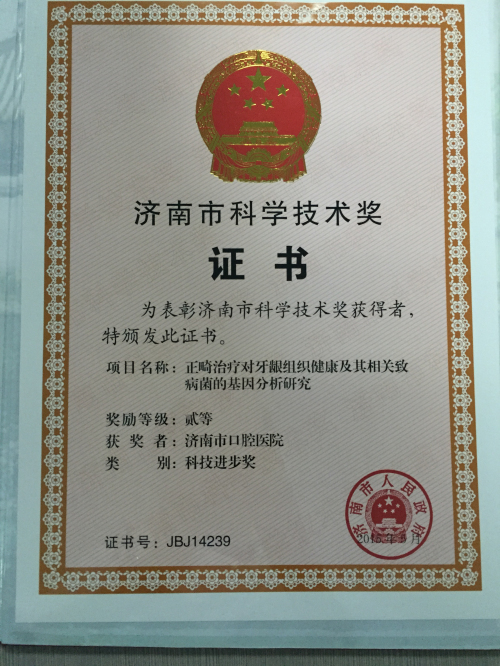 济南市科学技术奖
证书
为表彰济南市科学技术奖获得者，
特颁发此证书。
项目名称：正畸治疗对牙龈组织健康及其相关致
病菌的基因分析研究
奖励等级：贰等
获奖者：济南市口腔医院
类别：科技进步奖
济南市人民政府
证书号：JBJ14239